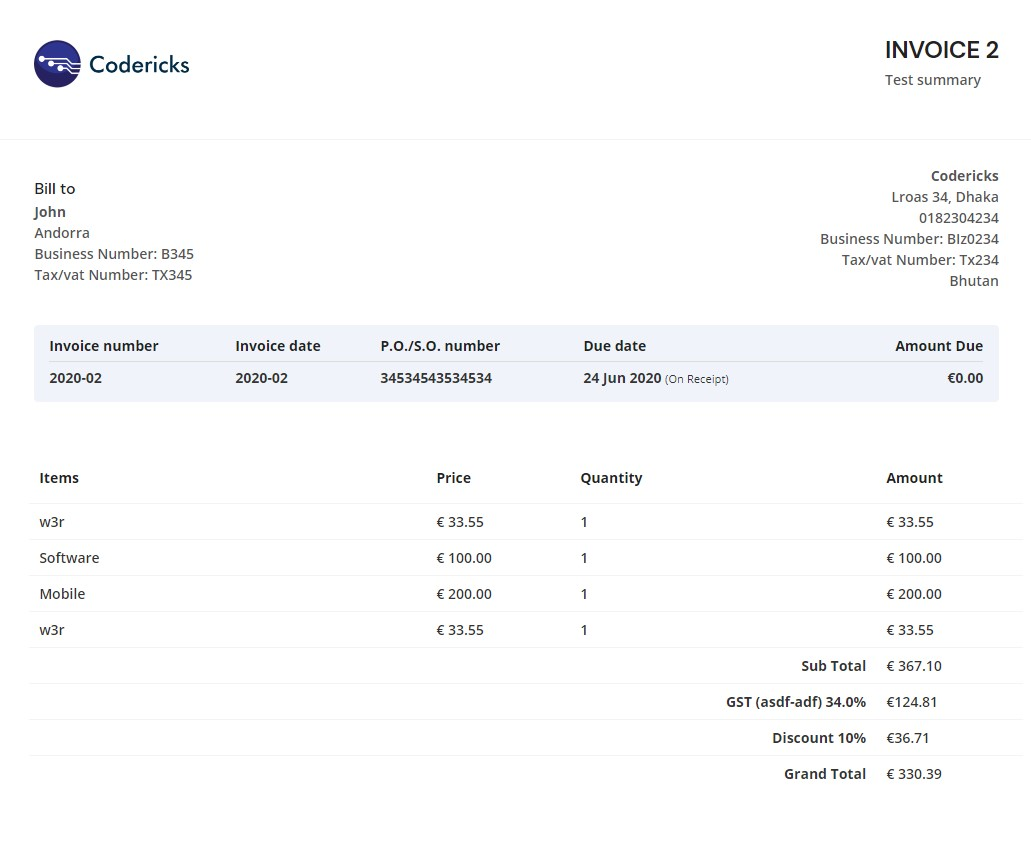 Codericks
INVOICE 2
Test summary
Bill to
John
Andorra
Business Number: B345
Tax/vat Number: TX345
Codericks
Lroas 34, Dhaka
0182304234
Business Number: BIz0234
Tax/vat Number: Tx234
Bhutan
Invoice number Invoice date P.O./S.O. number Due date Amount Due
2020-02 2020-02 34534543534534 24 Jun 2020 (On Receipt) €0.00
Items Price Quantity Amount
w3r € 33.55 1 € 33.55
Software € 100.00 1 € 100.00
Mobile € 200.00 1 € 200.00
w3r € 33.55 1 € 33.55
Sub Total € 367.10
GST (asdf-adf) 34.0% €124.81
Discount 10% €36.71
Grand Total € 330.39